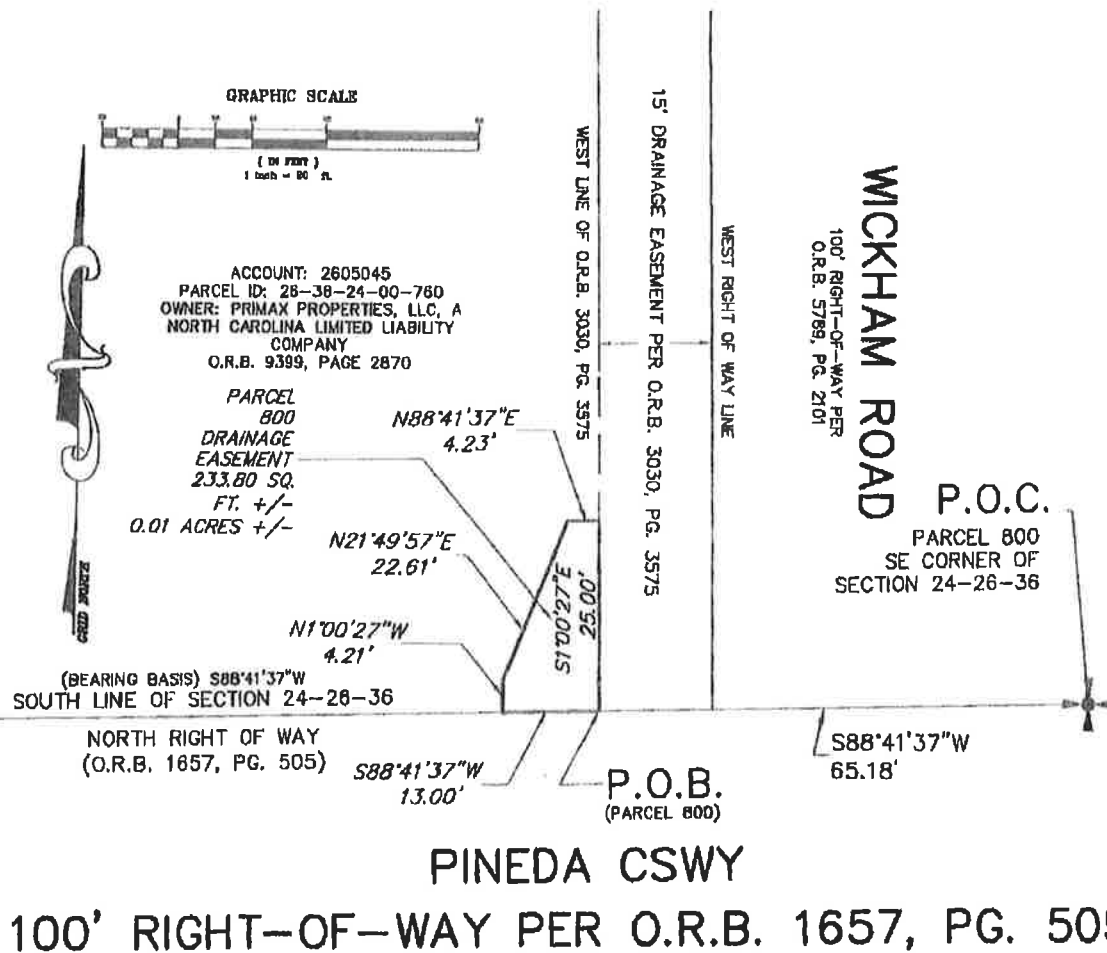 GRAPHIC SCALE
( IN FEET )
1 inch = 20 ft.
ACCOUNT: 2605045
PARCEL ID: 26-36-24-00-760
OWNER: PRIMAX PROPERTIES, LLC, A
NORTH CAROLINA LIMITED LIABILITY
COMPANY
O.R.B. 9399, PAGE 2870
PARCEL
800
DRAINAGE
EASEMENT
233.80 SQ.
FT. +/-
0.01 ACRES +/-
GRID NORTH
N88°41'37"E
4.23'
N21°49'57"E
22.61'
N1°00'27"W
4.21'
S1°00'27"E
25.00'
WEST LINE OF O.R.B. 3030, PG. 3575
15' DRAINAGE EASEMENT PER O.R.B. 3030, PG. 3575
WEST RIGHT OF WAY LINE
100' RIGHT-OF-WAY PER
O.R.B. 5789, PG. 2101
WICKHAM ROAD
P.O.C.
PARCEL 800
SE CORNER OF
SECTION 24-26-36
(BEARING BASIS) S88°41'37"W
SOUTH LINE OF SECTION 24-26-36
NORTH RIGHT OF WAY
(O.R.B. 1657, PG. 505)
S88°41'37"W
13.00'
P.O.B.
(PARCEL 800)
S88°41'37"W
65.18'
PINEDA CSWY
100' RIGHT-OF-WAY PER O.R.B. 1657, PG. 505